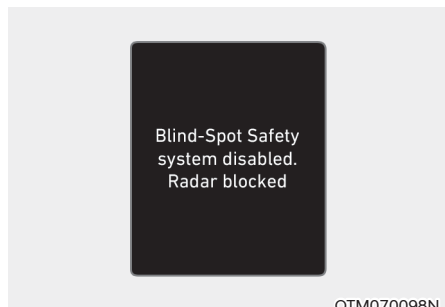 Blind-Spot Safety
system disabled.
Radar blocked
OTM070098N